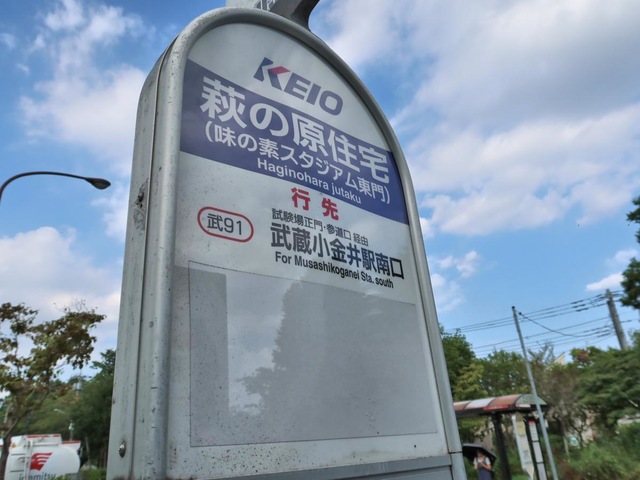 KEIO
萩の原住宅
(味の素スタジアム東門)
Haginohara jutaku
行先
武91
試験場正門・参道口 経由
武蔵小金井駅南口
For Musashikoganei Sta. south